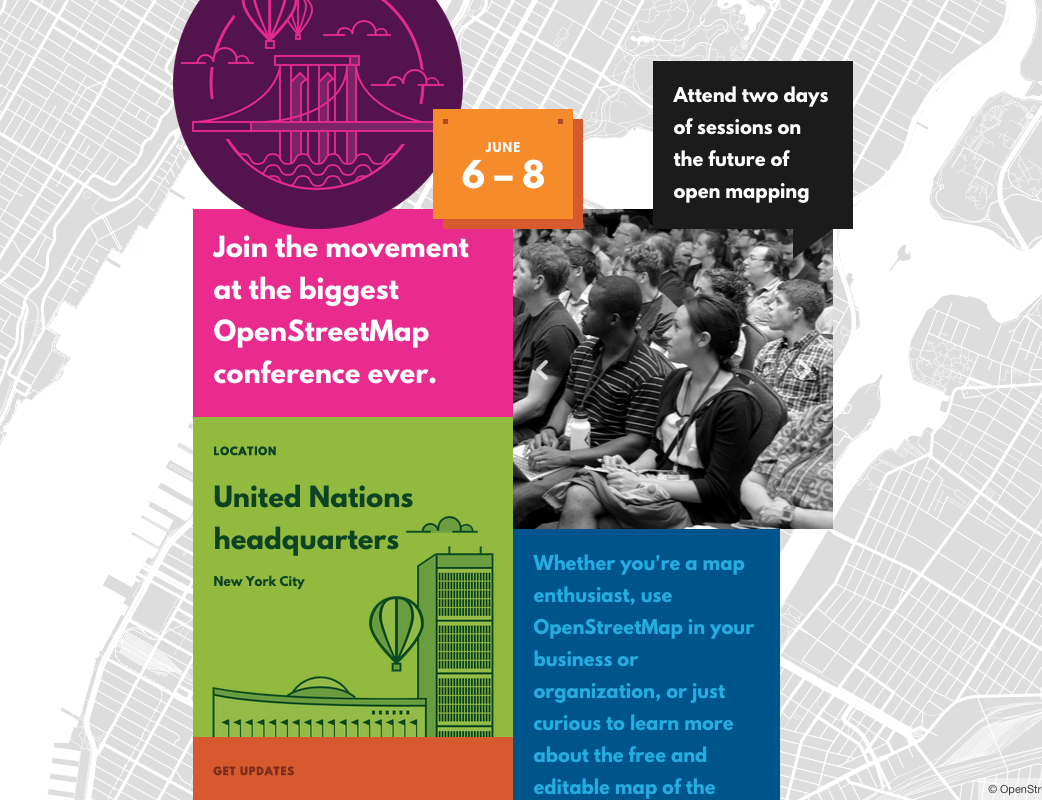 Attend two days
of sessions on
the future of
open mapping
JUNE
6 – 8
Join the movement
at the biggest
OpenStreetMap
conference ever.
LOCATION
United Nations
headquarters
New York City
Whether you're a map
enthusiast, use
OpenStreetMap in your
business or
organization, or just
curious to learn more
about the free and
editable map of the
GET UPDATES
© OpenStr